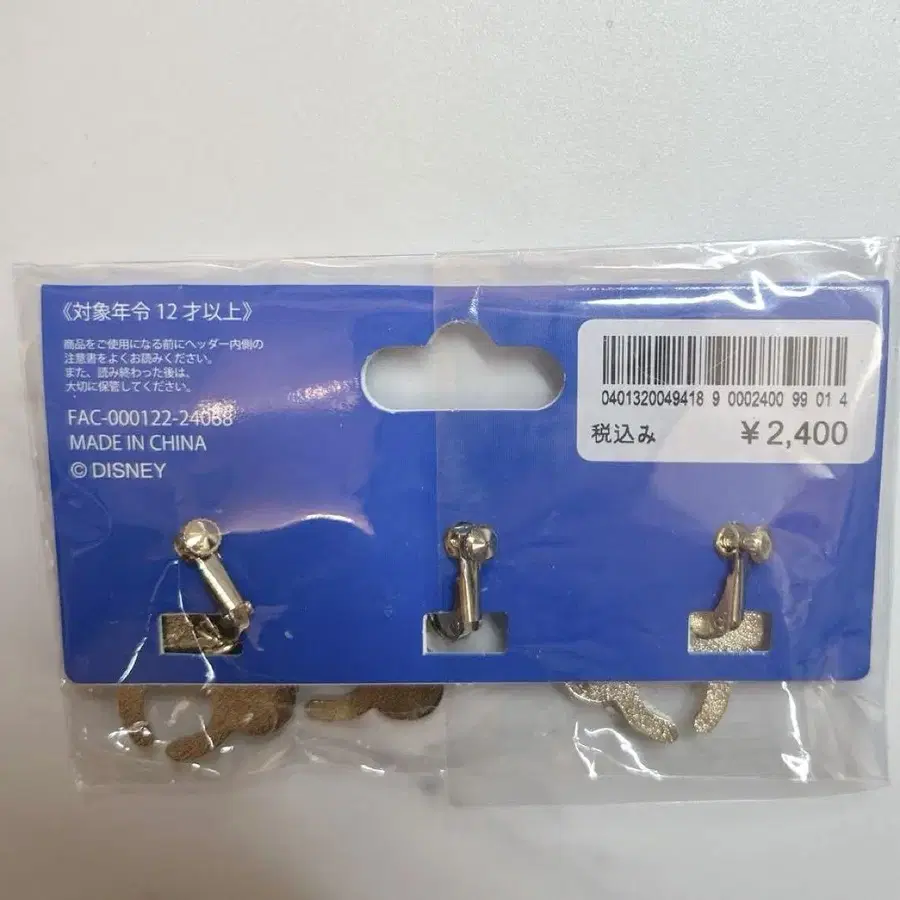 《対象年令 12 才以上》
商品をご使用になる前にヘッダー内側の
注意書をよくお読みください。
また、読み終わった後は、
大切に保管してください。
FAC-000122-24088
MADE IN CHINA
© DISNEY
0401320049418 9 0002400 99 01 4
税込み ￥2,400